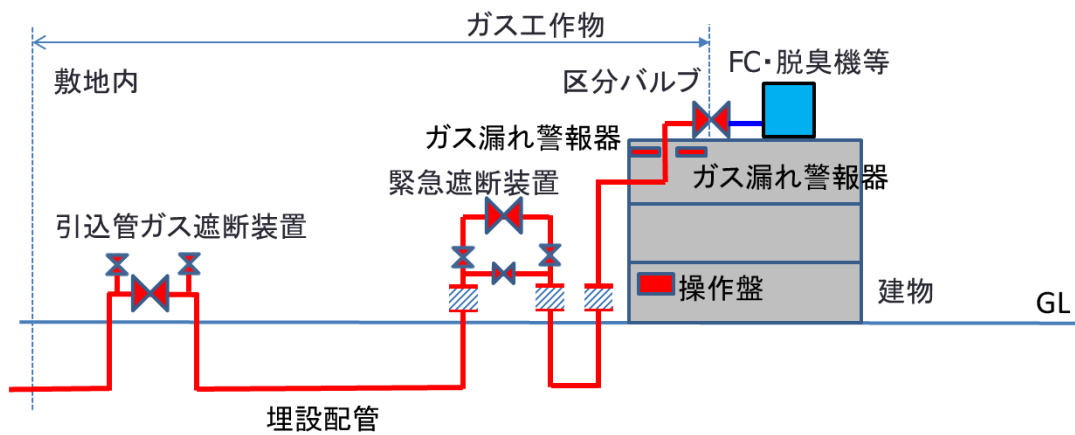 ガス工作物
敷地内
区分バルブ
FC・脱臭機等
ガス漏れ警報器
緊急遮断装置
ガス漏れ警報器
引込管ガス遮断装置
操作盤
建物
GL
埋設配管